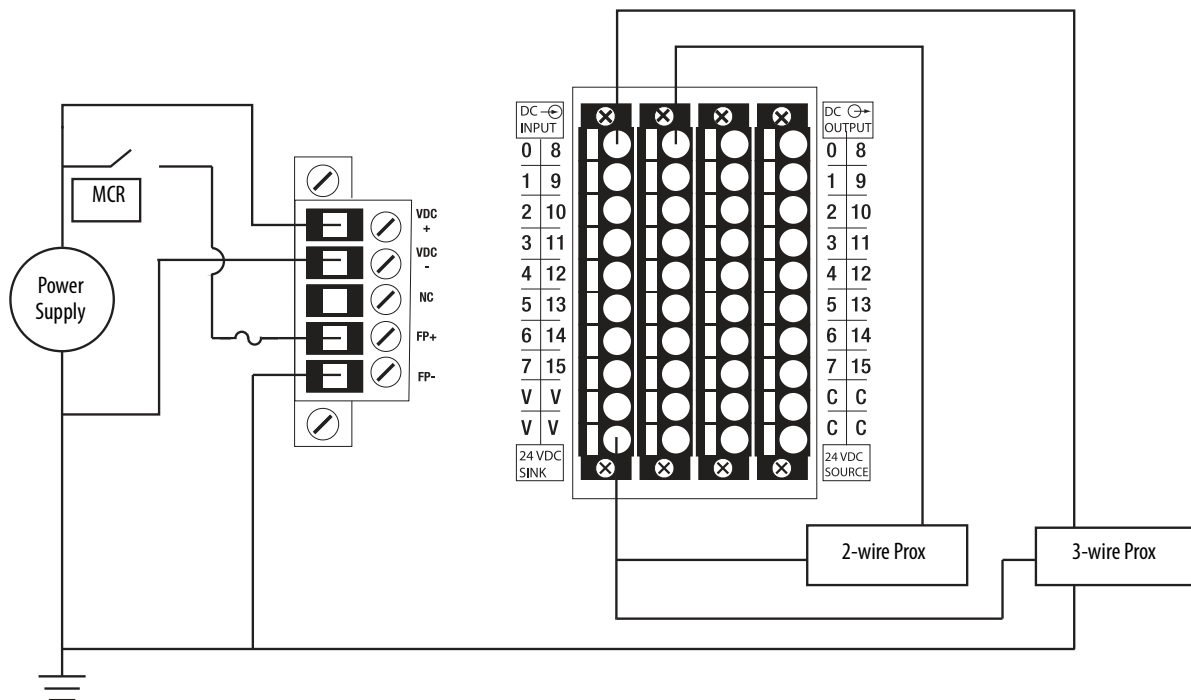 MCR
Power
Supply
VDC
+
VDC
-
NC
FP+
FP-
DC
INPUT
0 8
1 9
2 10
3 11
4 12
5 13
6 14
7 15
V V
V V
24 VDC
SINK
DC
OUTPUT
0 8
1 9
2 10
3 11
4 12
5 13
6 14
7 15
C C
C C
24 VDC
SOURCE
2-wire Prox
3-wire Prox